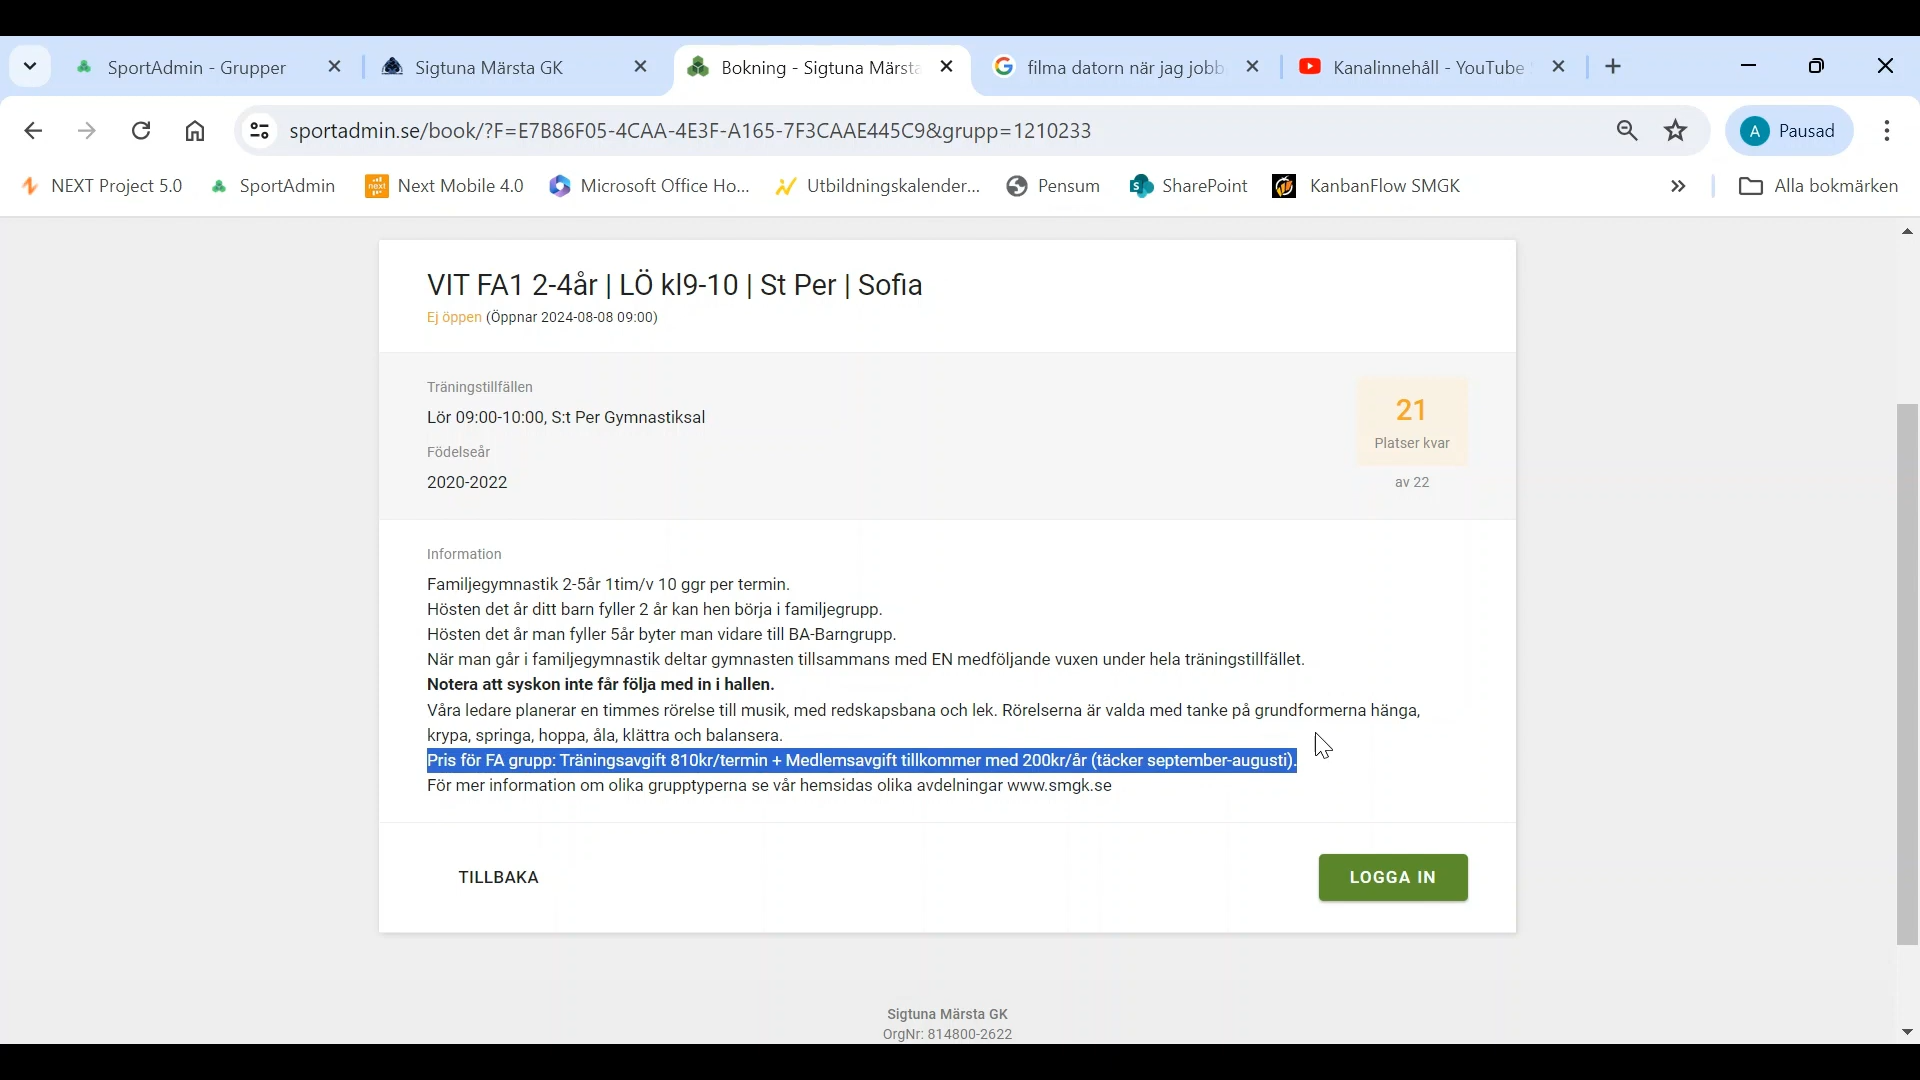 SportAdmin - Grupper
Sigtuna Märsta GK
Bokning - Sigtuna Märsta
filma datorn när jag jobb
Kanalinnehåll - YouTube
sportadmin.se/book/?F=E7B86F05-4CAA-4E3F-A165-7F3CAAE445C9&grupp=1210233
A Pausad
NEXT Project 5.0
SportAdmin
next Next Mobile 4.0
Microsoft Office Ho...
Utbildningskalender...
Pensum
SharePoint
KanbanFlow SMGK
Alla bokmärken
VIT FA1 2-4år | LÖ kl9-10 | St Per | Sofia
Ej öppen (Öppnar 2024-08-08 09:00)
Träningstillfällen
Lör 09:00-10:00, S:t Per Gymnastiksal
Födelseår
2020-2022
21
Platser kvar
av 22
Information
Familjegymnastik 2-5år 1tim/v 10 ggr per termin.
Hösten det år ditt barn fyller 2 år kan hen börja i familjegrupp.
Hösten det år man fyller 5år byter man vidare till BA-Barngrupp.
När man går i familjegymnastik deltar gymnasten tillsammans med EN medföljande vuxen under hela träningstillfället.
Notera att syskon inte får följa med in i hallen.
Våra ledare planerar en timmes rörelse till musik, med redskapsbana och lek. Rörelserna är valda med tanke på grundformerna hänga,
krypa, springa, hoppa, åla, klättra och balansera.
Pris för FA grupp: Träningsavgift 810kr/termin + Medlemsavgift tillkommer med 200kr/år (täcker september-augusti).
För mer information om olika grupptyperna se vår hemsidas olika avdelningar www.smgk.se
TILLBAKA
LOGGA IN
Sigtuna Märsta GK
OrgNr: 814800-2622